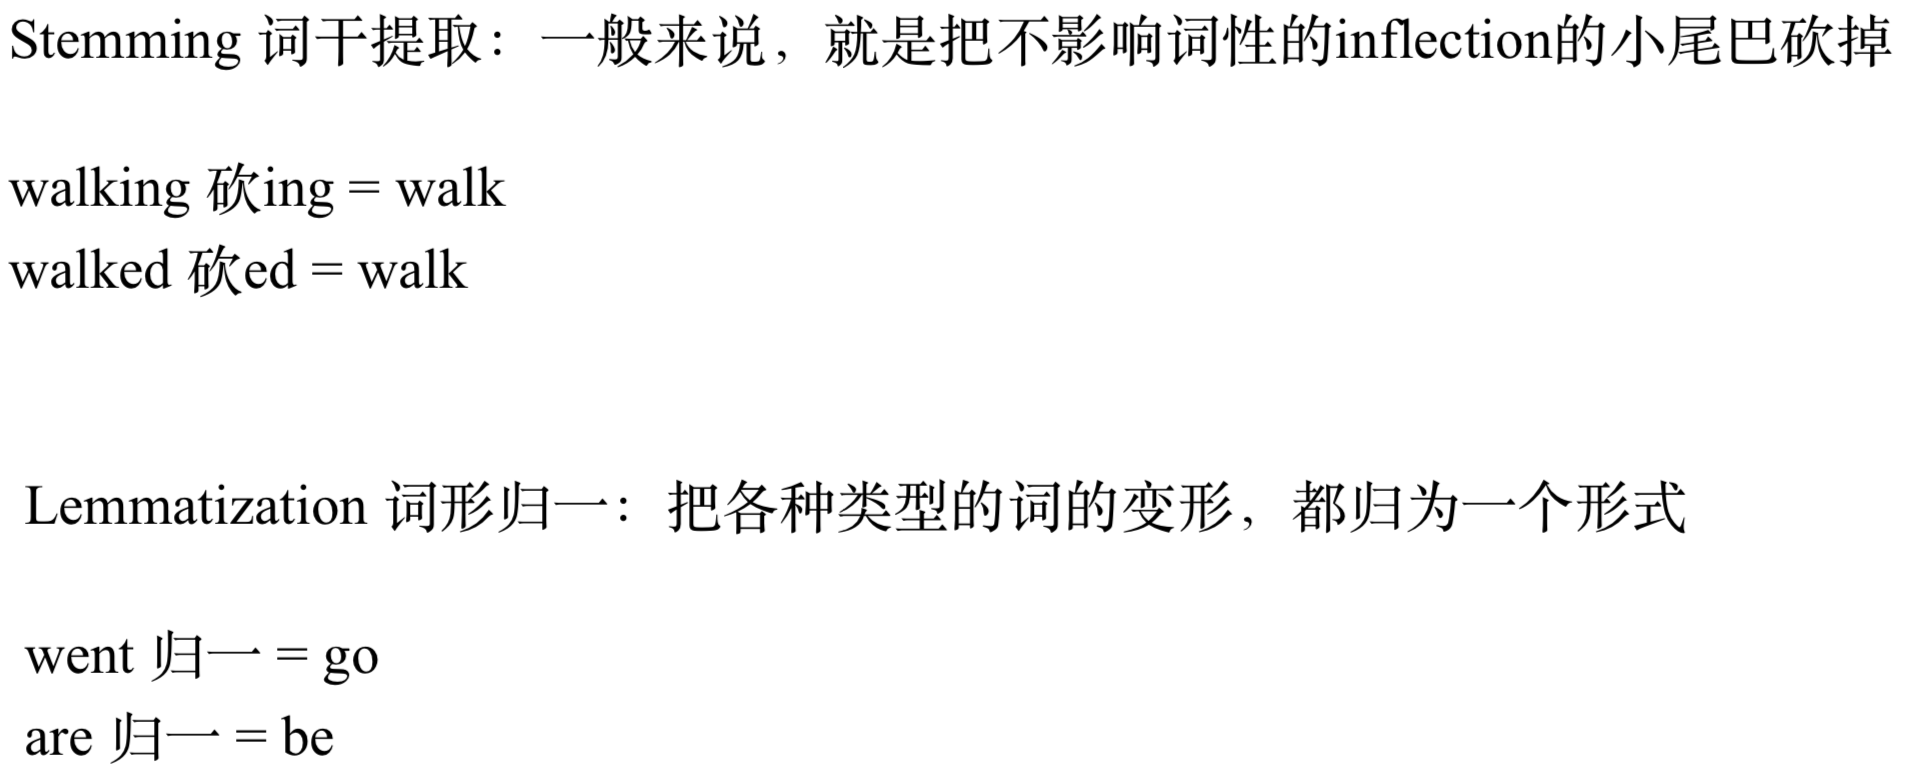 Stemming 词干提取：一般来说，就是把不影响词性的inflection的小尾巴砍掉
walking 砍ing = walk
walked 砍ed = walk
Lemmatization 词形归一：把各种类型的词的变形，都归为一个形式
went 归一 = go
are 归一 = be